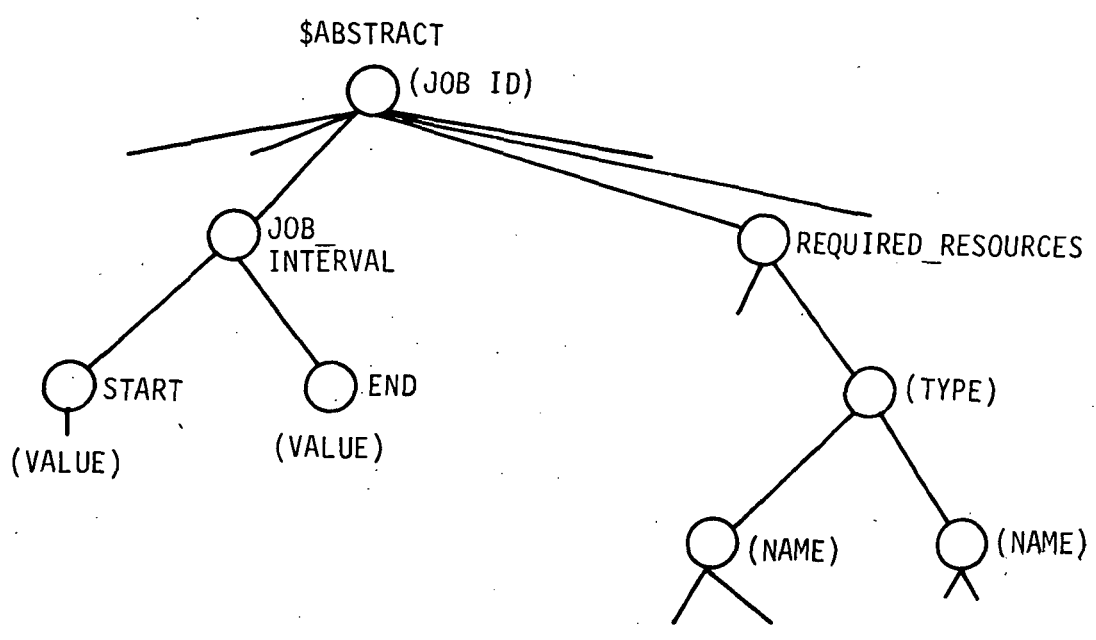 $ABSTRACT
(JOB ID)
JOB_
INTERVAL
REQUIRED_RESOURCES
START
END
(TYPE)
(VALUE)
(VALUE)
(NAME)
(NAME)